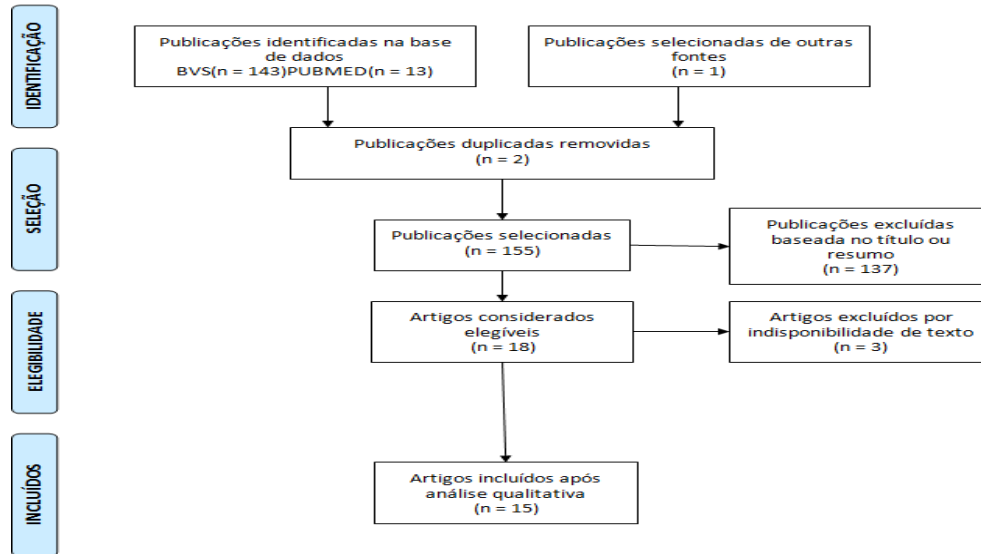 IDENTIFICAÇÃO
Publicações identificadas na base
de dados
BVS(n = 143)PUBMED(n = 13)
Publicações selecionadas de outras
fontes
(n = 1)
Publicações duplicadas removidas
(n = 2)
SELEÇÃO
Publicações selecionadas
(n = 155)
Publicações excluídas
baseada no título ou
resumo
(n = 137)
ELEGIBILIDADE
Artigos considerados
elegíveis
(n = 18)
Artigos excluídos por
indisponibilidade de texto
(n = 3)
INCLUÍDOS
Artigos incluídos após
análise qualitativa
(n = 15)